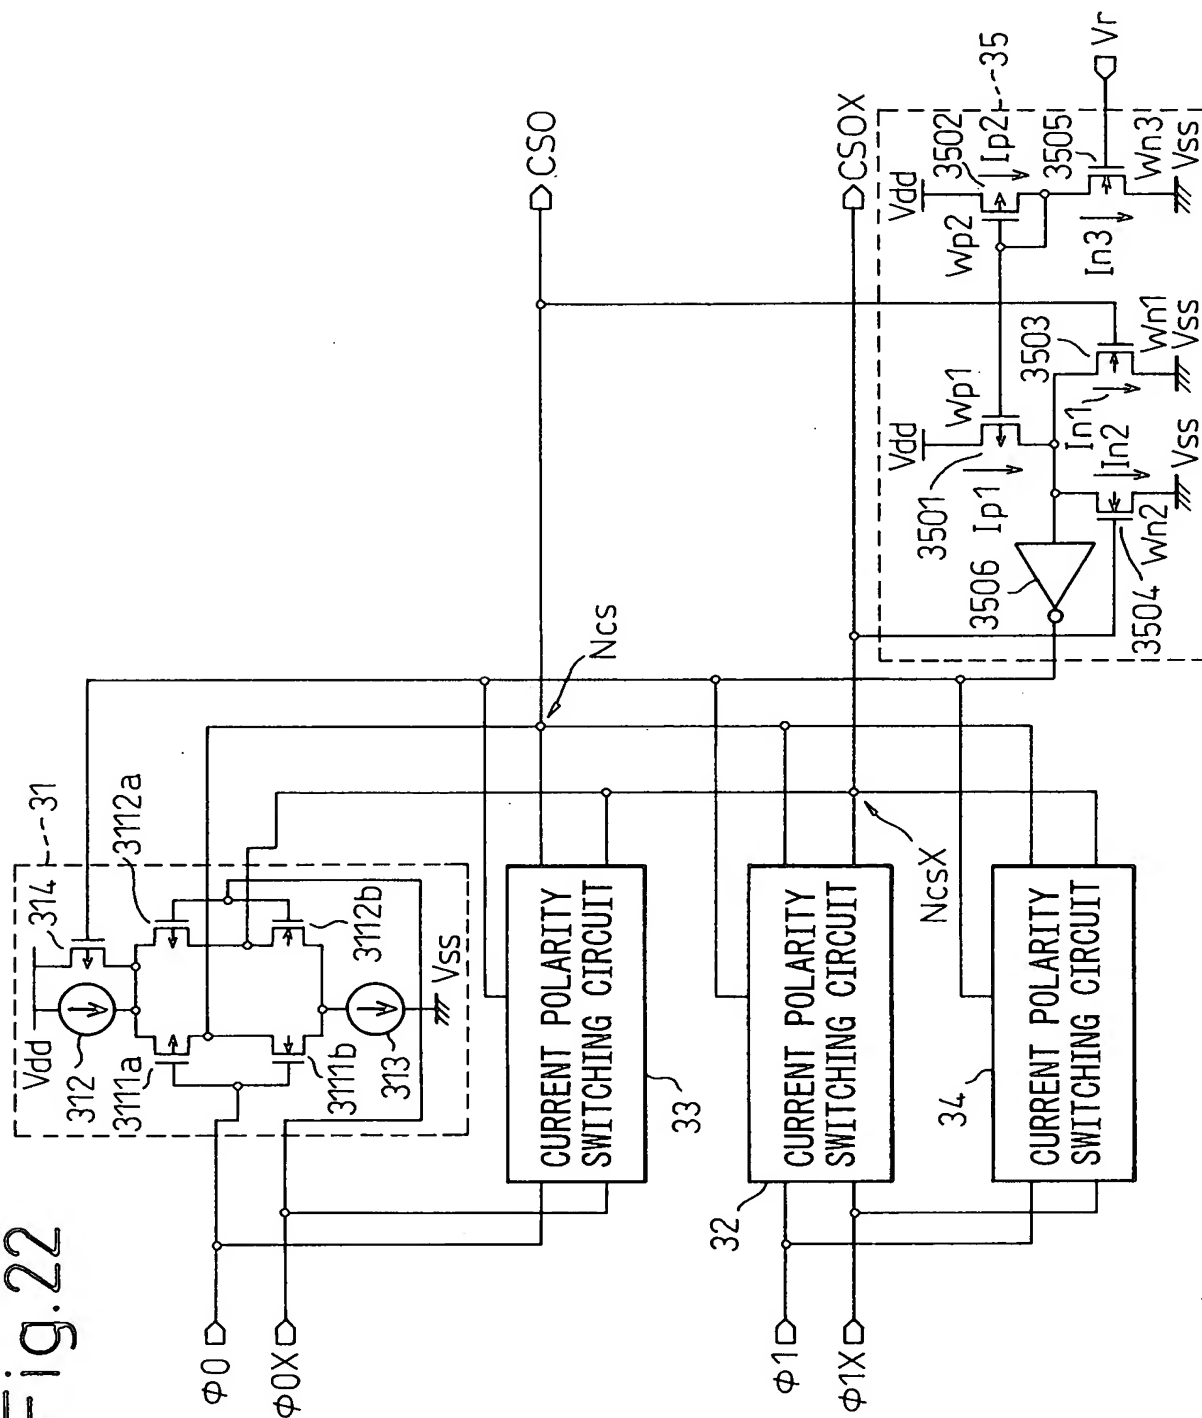 Fig.22
Φ0
Φ0X
Φ1
Φ1X
31
314
Vdd
312
3111a
3112a
3111b
3112b
313
Vss
CURRENT POLARITY
SWITCHING CIRCUIT
33
CURRENT POLARITY
SWITCHING CIRCUIT
32
CURRENT POLARITY
SWITCHING CIRCUIT
34
Ncs
NcsX
CSO
CSOX
35
Vdd
3502
Ip2
Wp2
3505
Vr
In3
Wn3
Vss
Vdd
Wp1
3501
Ip1
3503
In1
Wn1
Vss
In2
Vss
3506
3504
Wn2